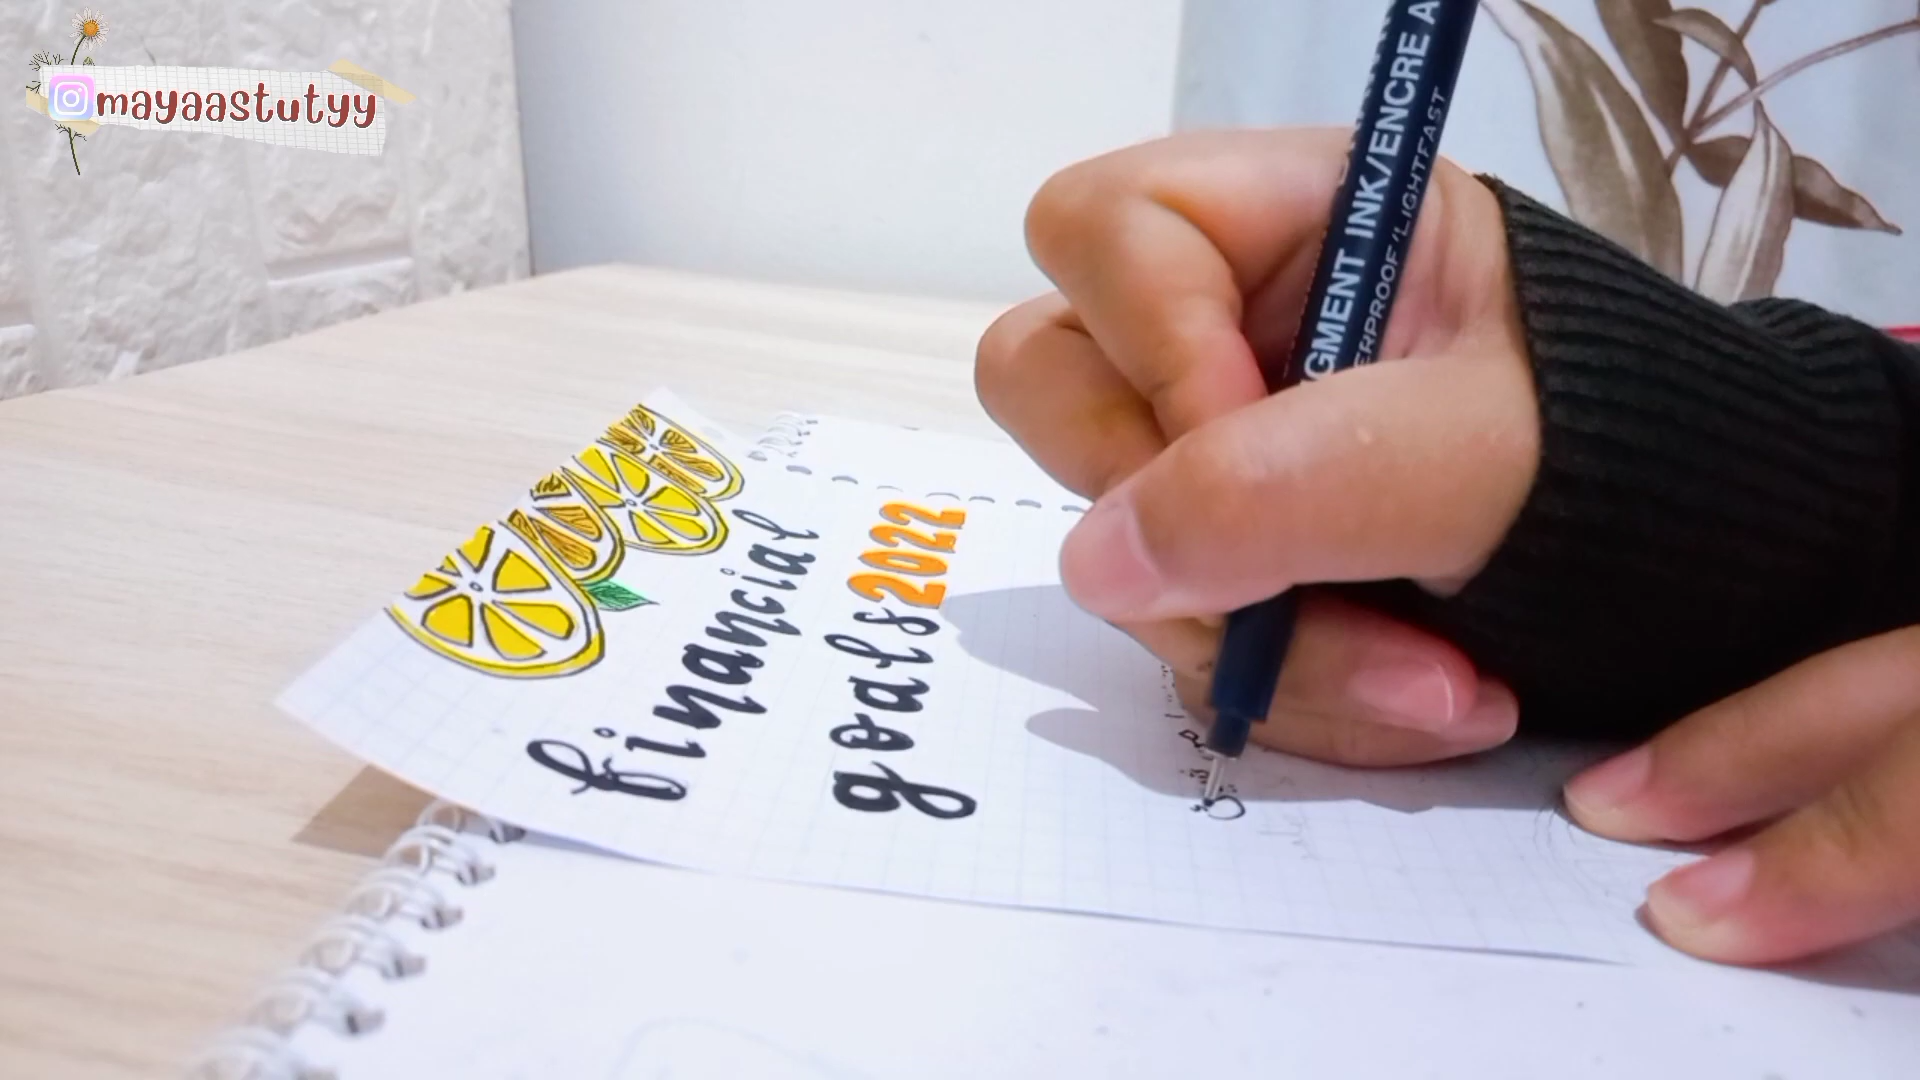 @mayaastutyy
financial
goals 2022
GMENT INK/ENCRE A
ERPROOF/LIGHTFAST